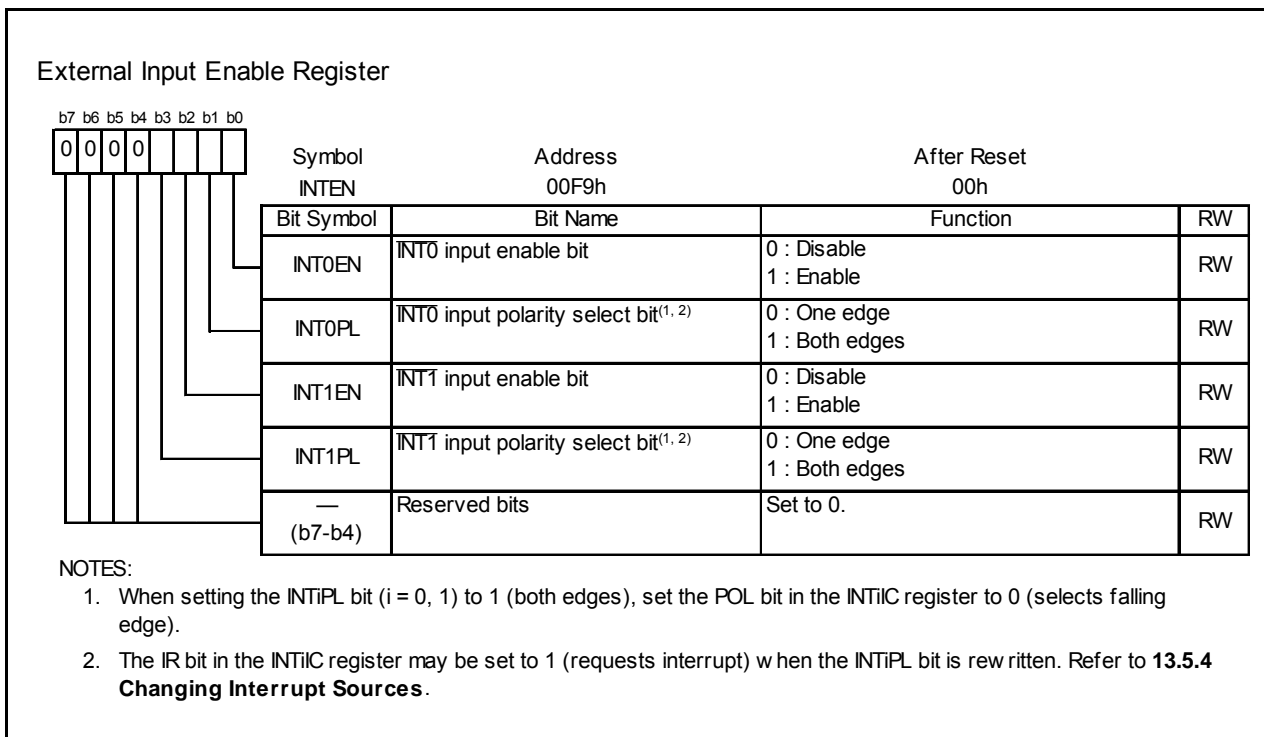 External Input Enable Register
b7 b6 b5 b4 b3 b2 b1 b0
0 0 0 0
Symbol Address After Reset
INTEN 00F9h 00h
Bit Symbol Bit Name Function RW
INT0EN INT0 input enable bit 0 : Disable RW
1 : Enable
INT0PL INT0 input polarity select bit(1, 2) 0 : One edge RW
1 : Both edges
INT1EN INT1 input enable bit 0 : Disable RW
1 : Enable
INT1PL INT1 input polarity select bit(1, 2) 0 : One edge RW
1 : Both edges
— Reserved bits Set to 0. RW
(b7-b4)
NOTES:
1. When setting the INTiPL bit (i = 0, 1) to 1 (both edges), set the POL bit in the INTiIC register to 0 (selects falling
edge).
2. The IR bit in the INTiIC register may be set to 1 (requests interrupt) when the INTiPL bit is rewritten. Refer to 13.5.4
Changing Interrupt Sources.